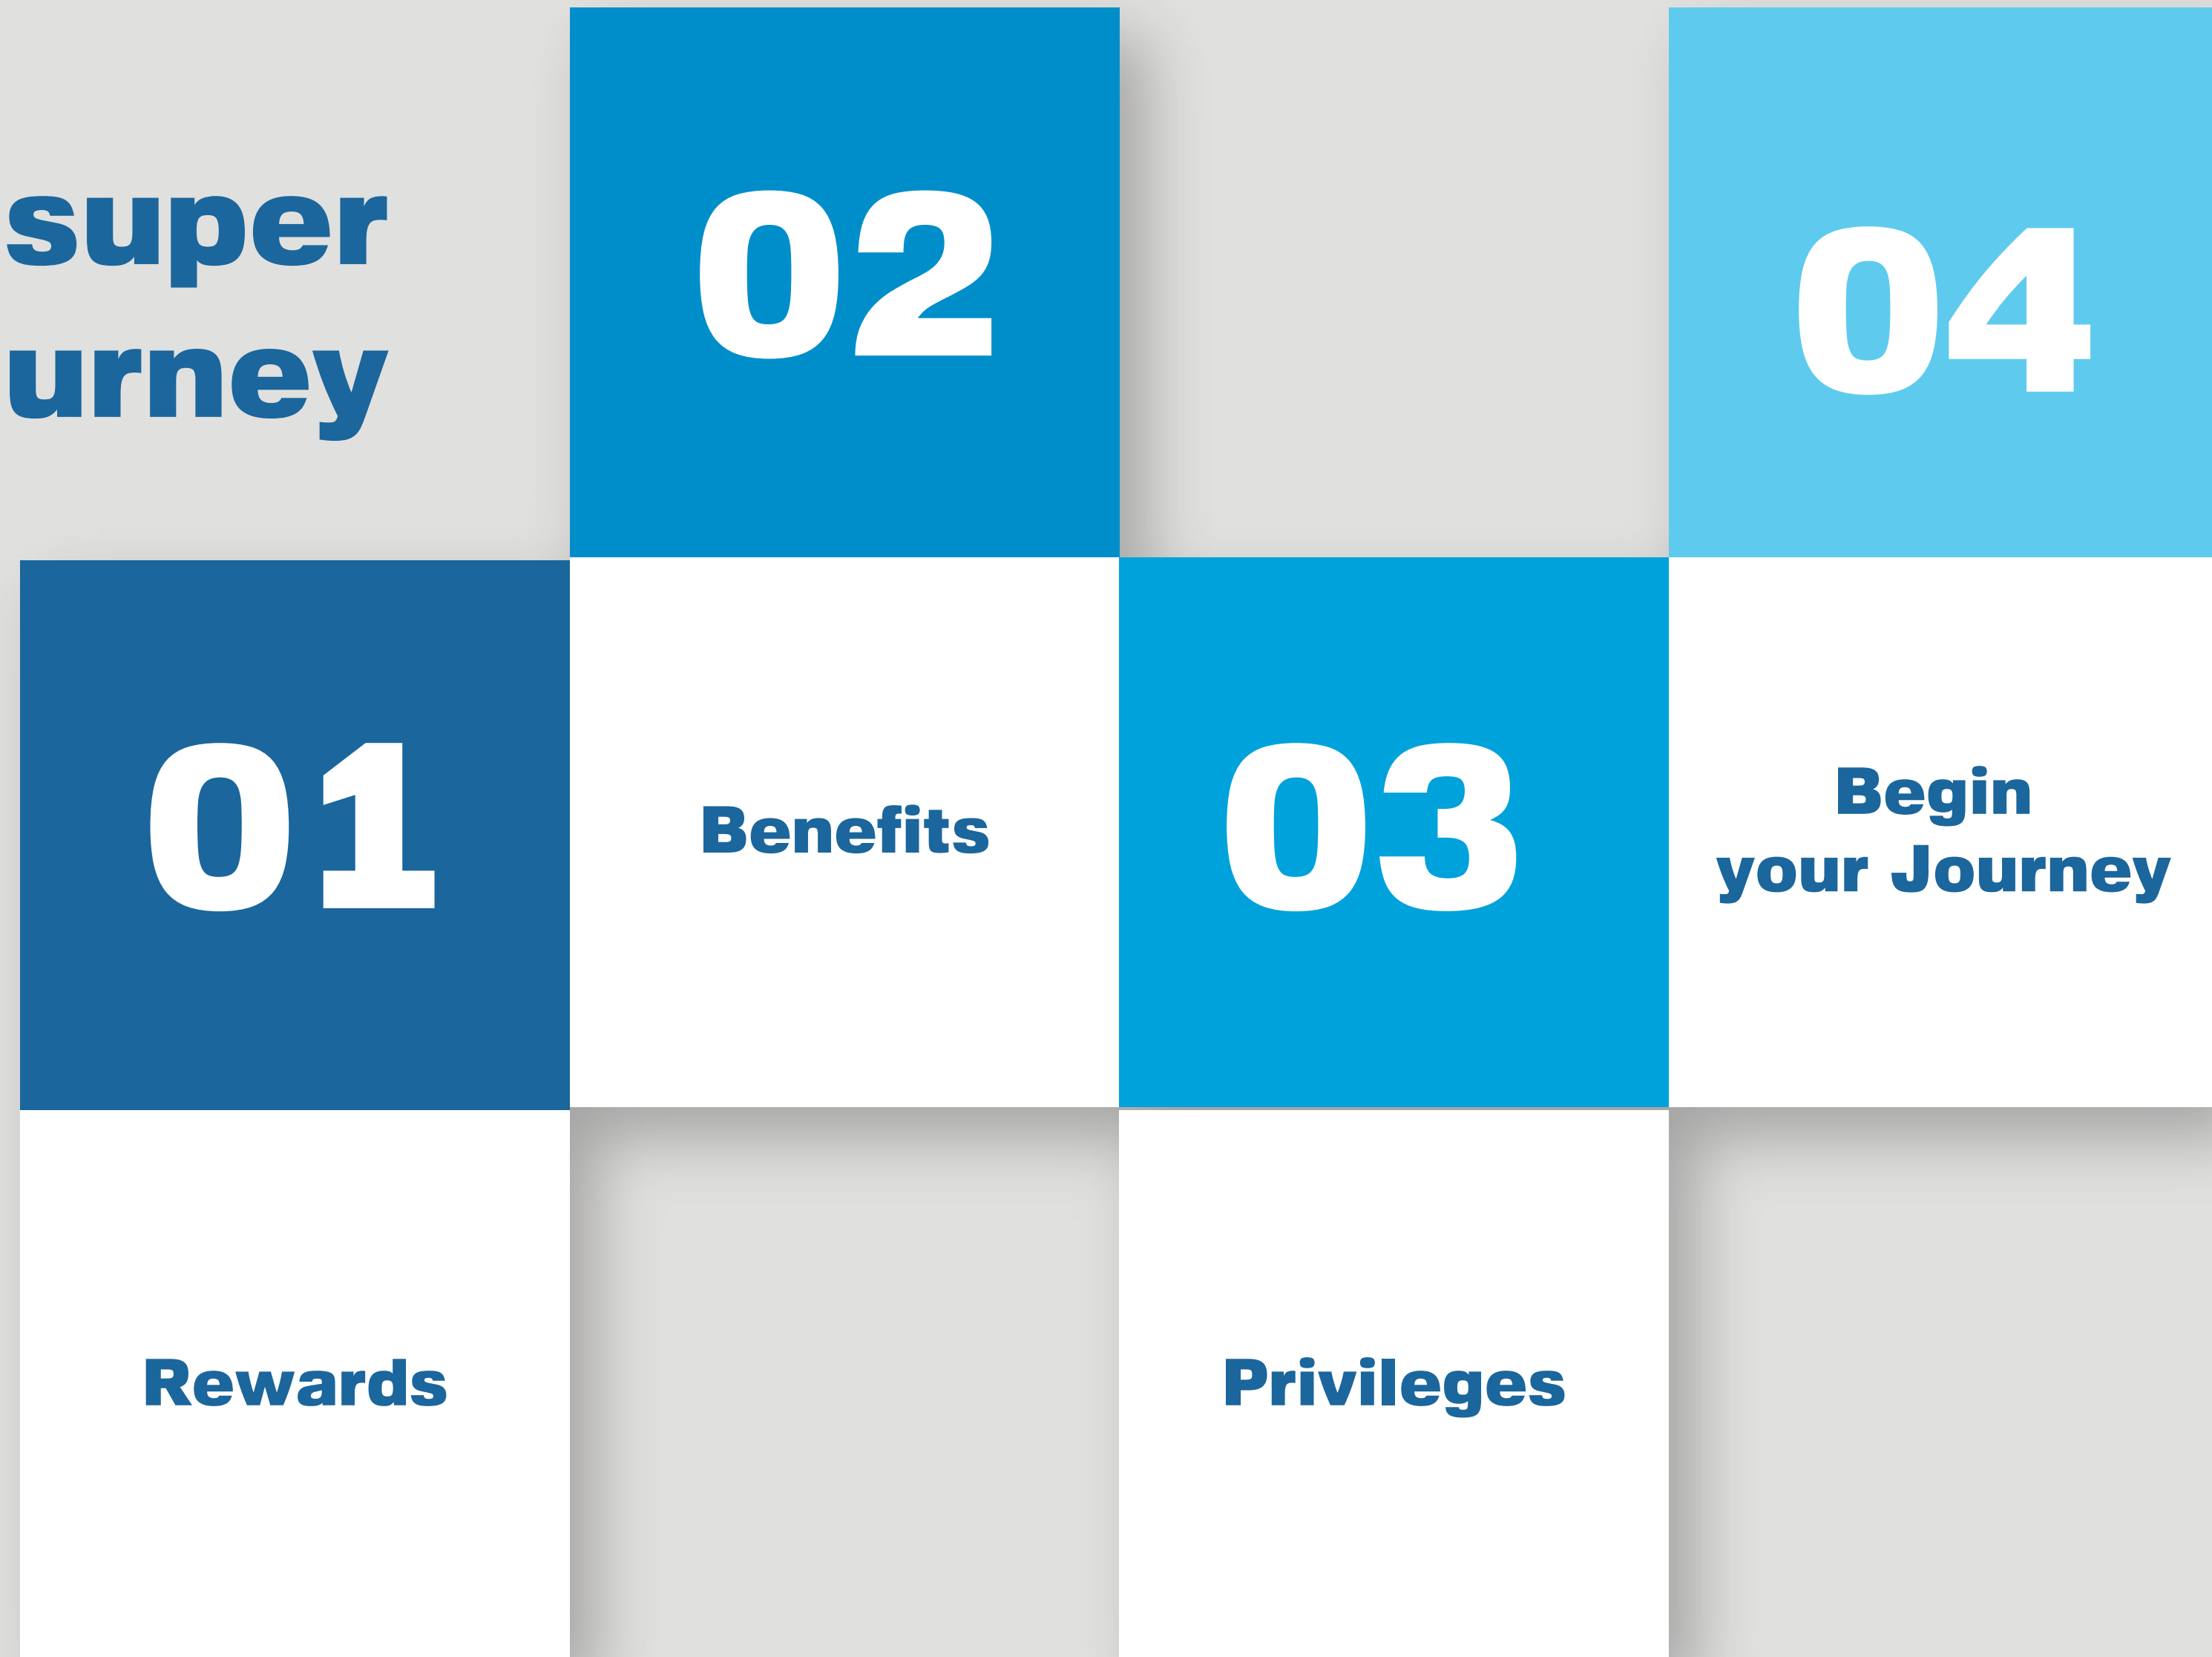 super
urney
01
Rewards
02
Benefits
03
Privileges
04
Begin
your Journey